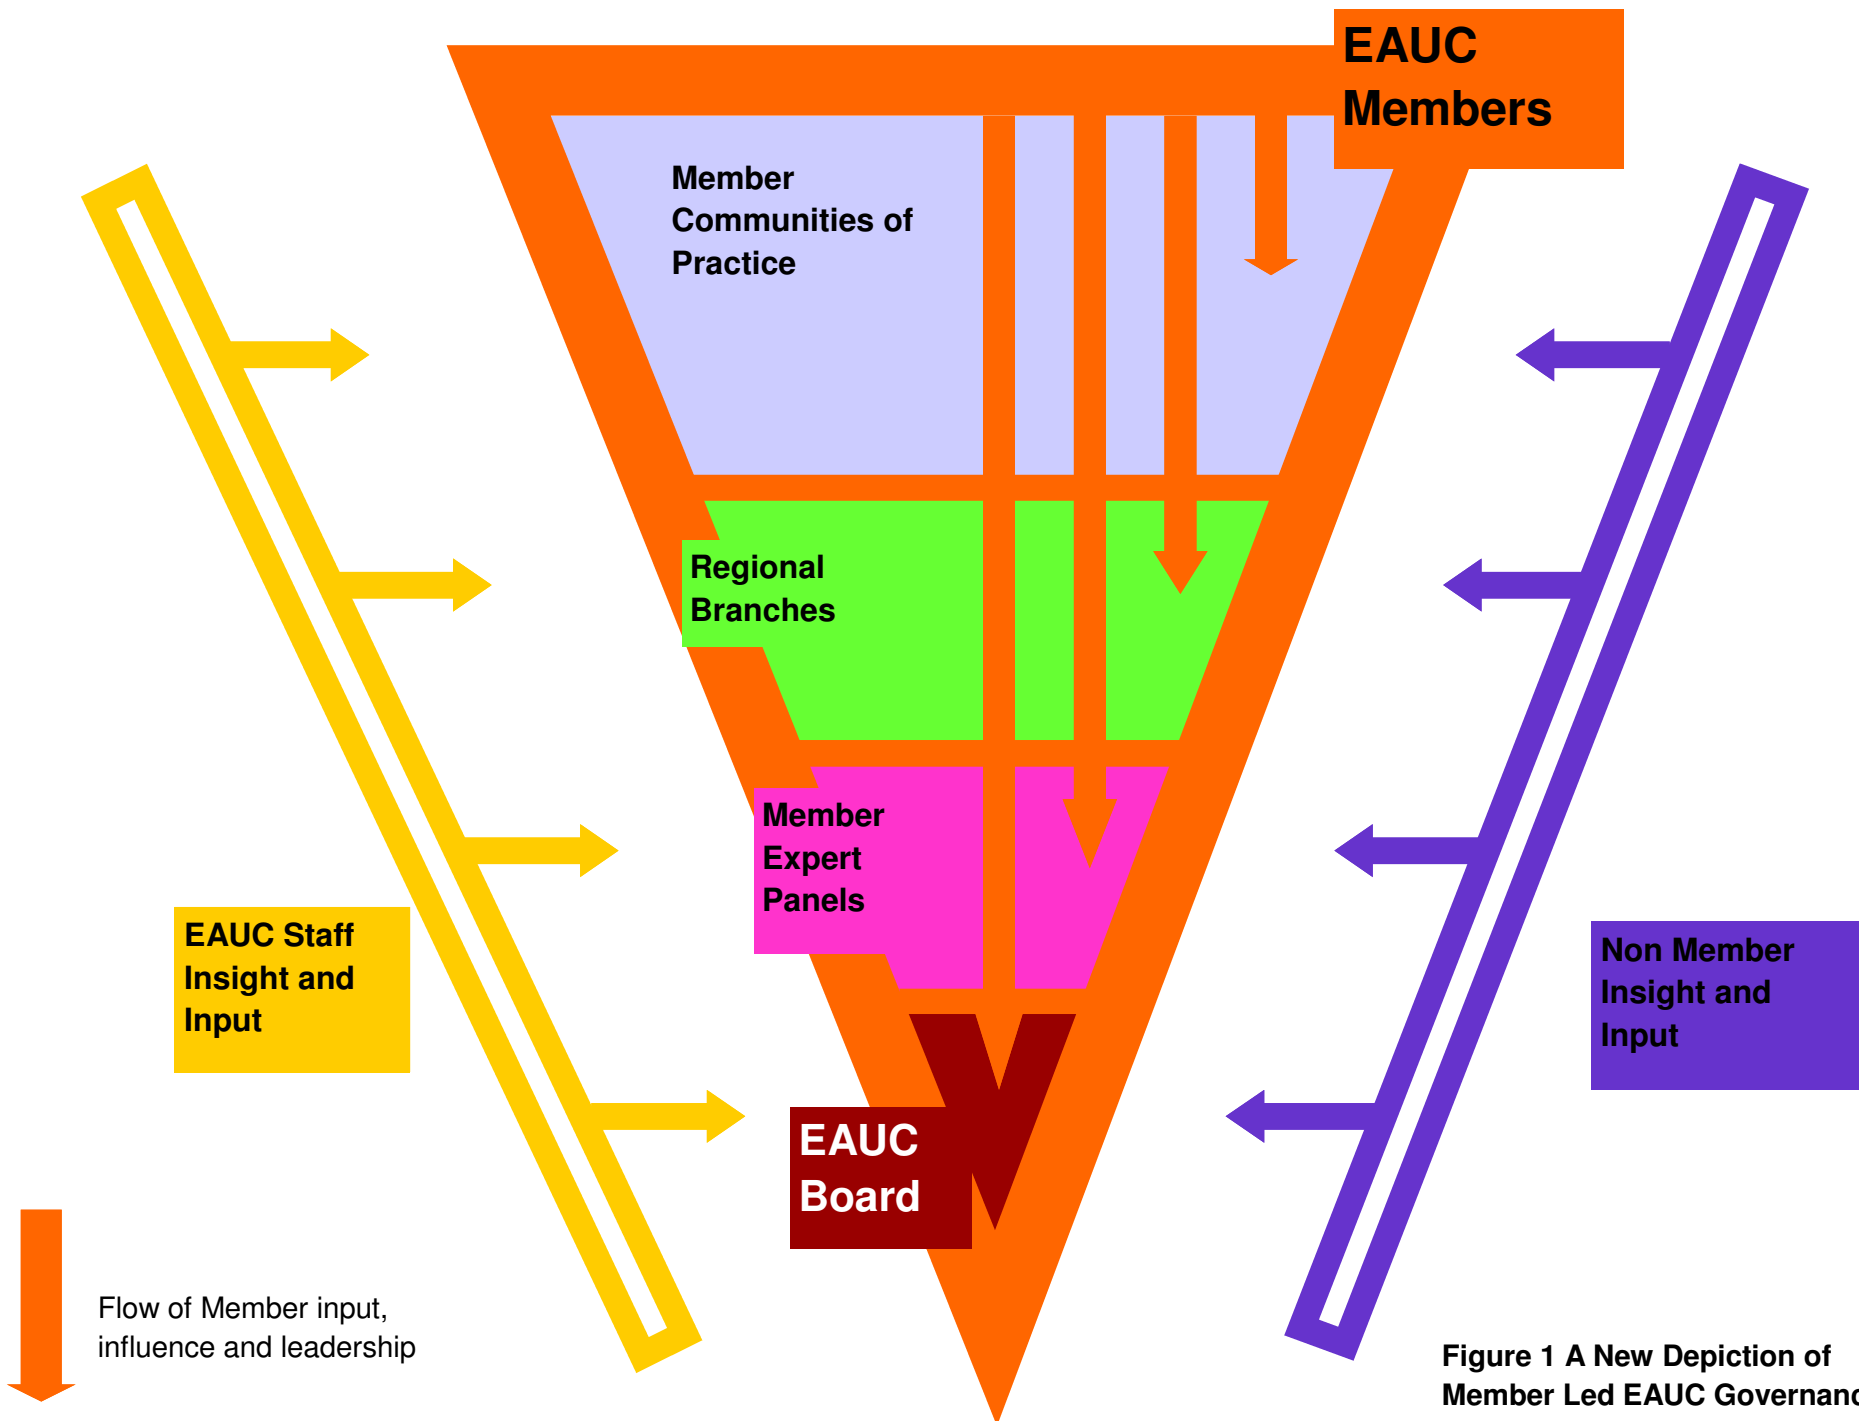 EAUC
Members
Member
Communities of
Practice
Regional
Branches
Member
Expert
Panels
EAUC Staff
Insight and
Input
Non Member
Insight and
Input
EAUC
Board
Flow of Member input,
influence and leadership
Figure 1 A New Depiction of
Member Led EAUC Governanc